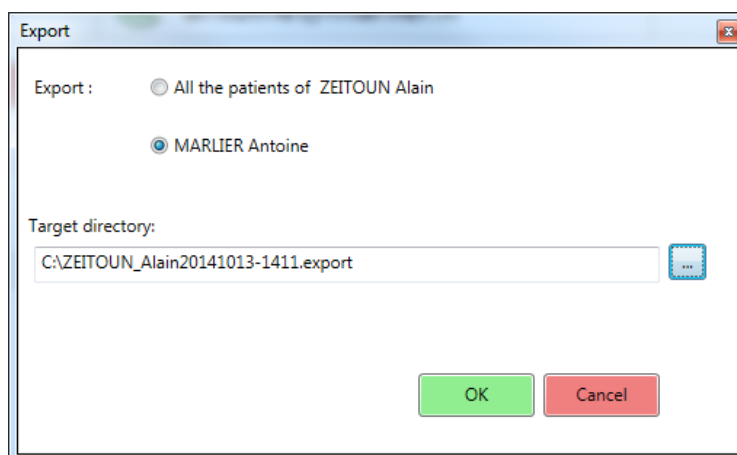 Export
Export :
All the patients of ZEITOUN Alain
MARLIER Antoine
Target directory:
C:\ZEITOUN_Alain20141013-1411.export
...
OK
Cancel